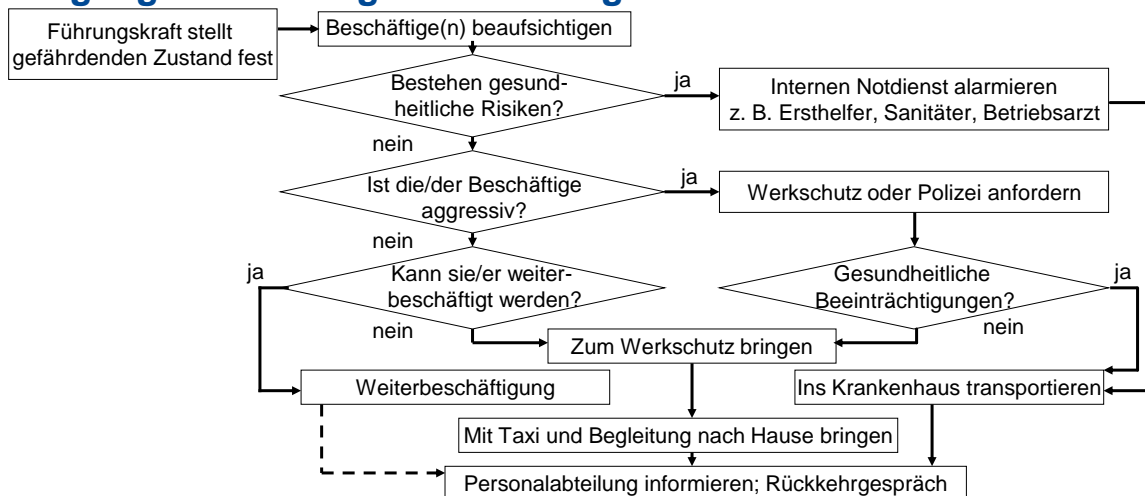 Führungskraft stellt
gefährdenden Zustand fest
Beschäftige(n) beaufsichtigen
Bestehen gesund-
heitliche Risiken?
ja
Internen Notdienst alarmieren
z. B. Ersthelfer, Sanitäter, Betriebsarzt
nein
Ist die/der Beschäftige
aggressiv?
ja
Werkschutz oder Polizei anfordern
nein
ja
Kann sie/er weiter-
beschäftigt werden?
Gesundheitliche
Beeinträchtigungen?
ja
nein
nein
Zum Werkschutz bringen
Weiterbeschäftigung
Ins Krankenhaus transportieren
Mit Taxi und Begleitung nach Hause bringen
Personalabteilung informieren; Rückkehrgespräch